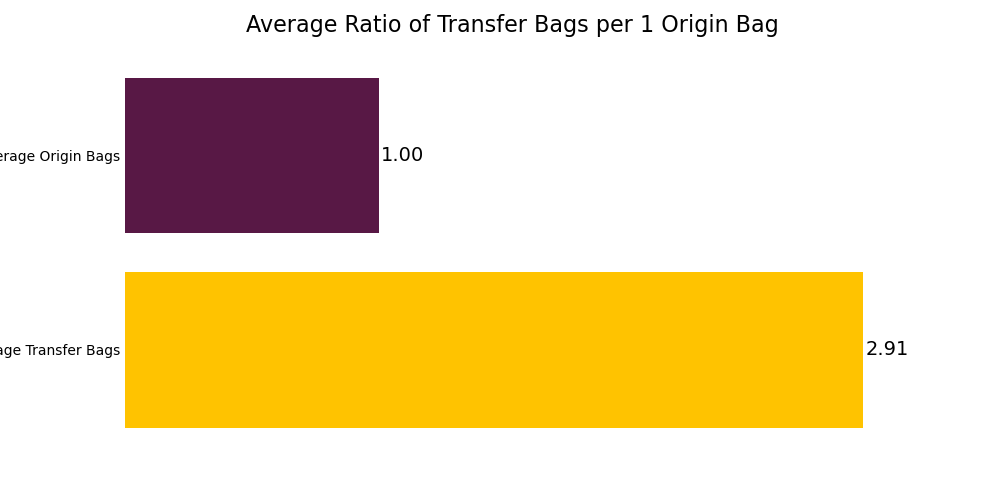 Average Ratio of Transfer Bags per 1 Origin Bag
erage Origin Bags
1.00
age Transfer Bags
2.91